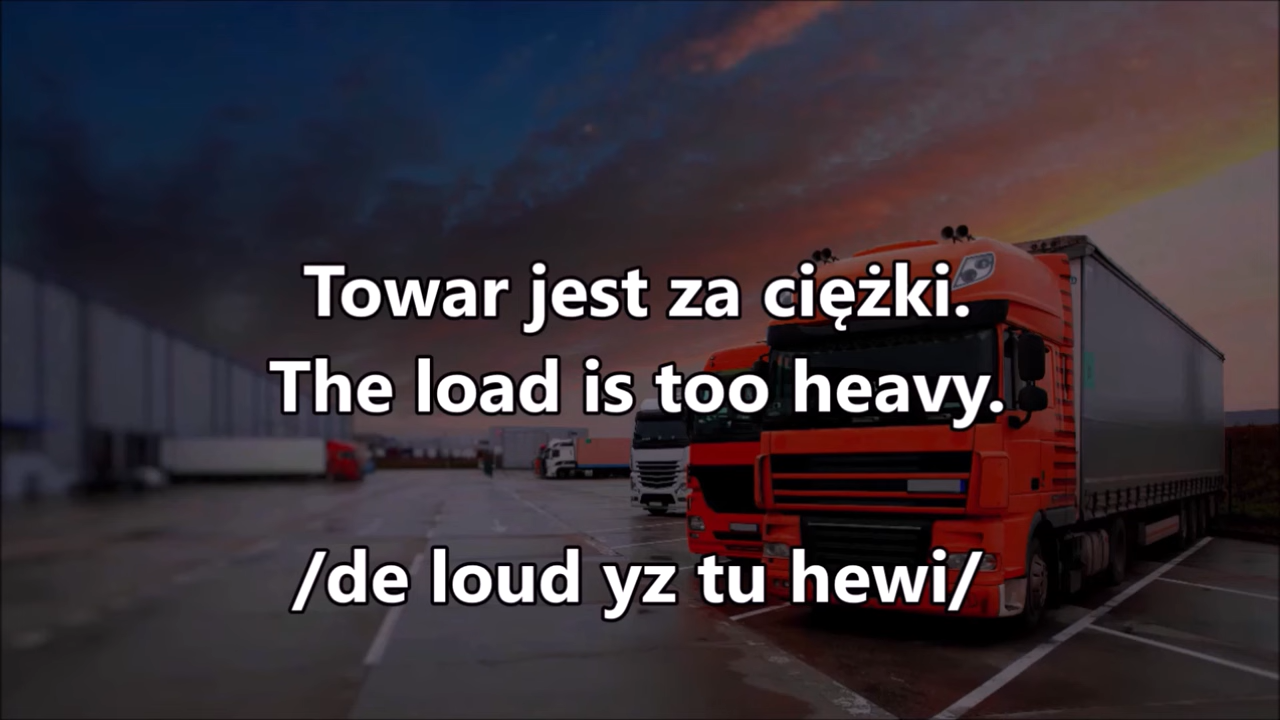 Towar jest za ciężki.
The load is too heavy.
/de loud yz tu hewi/